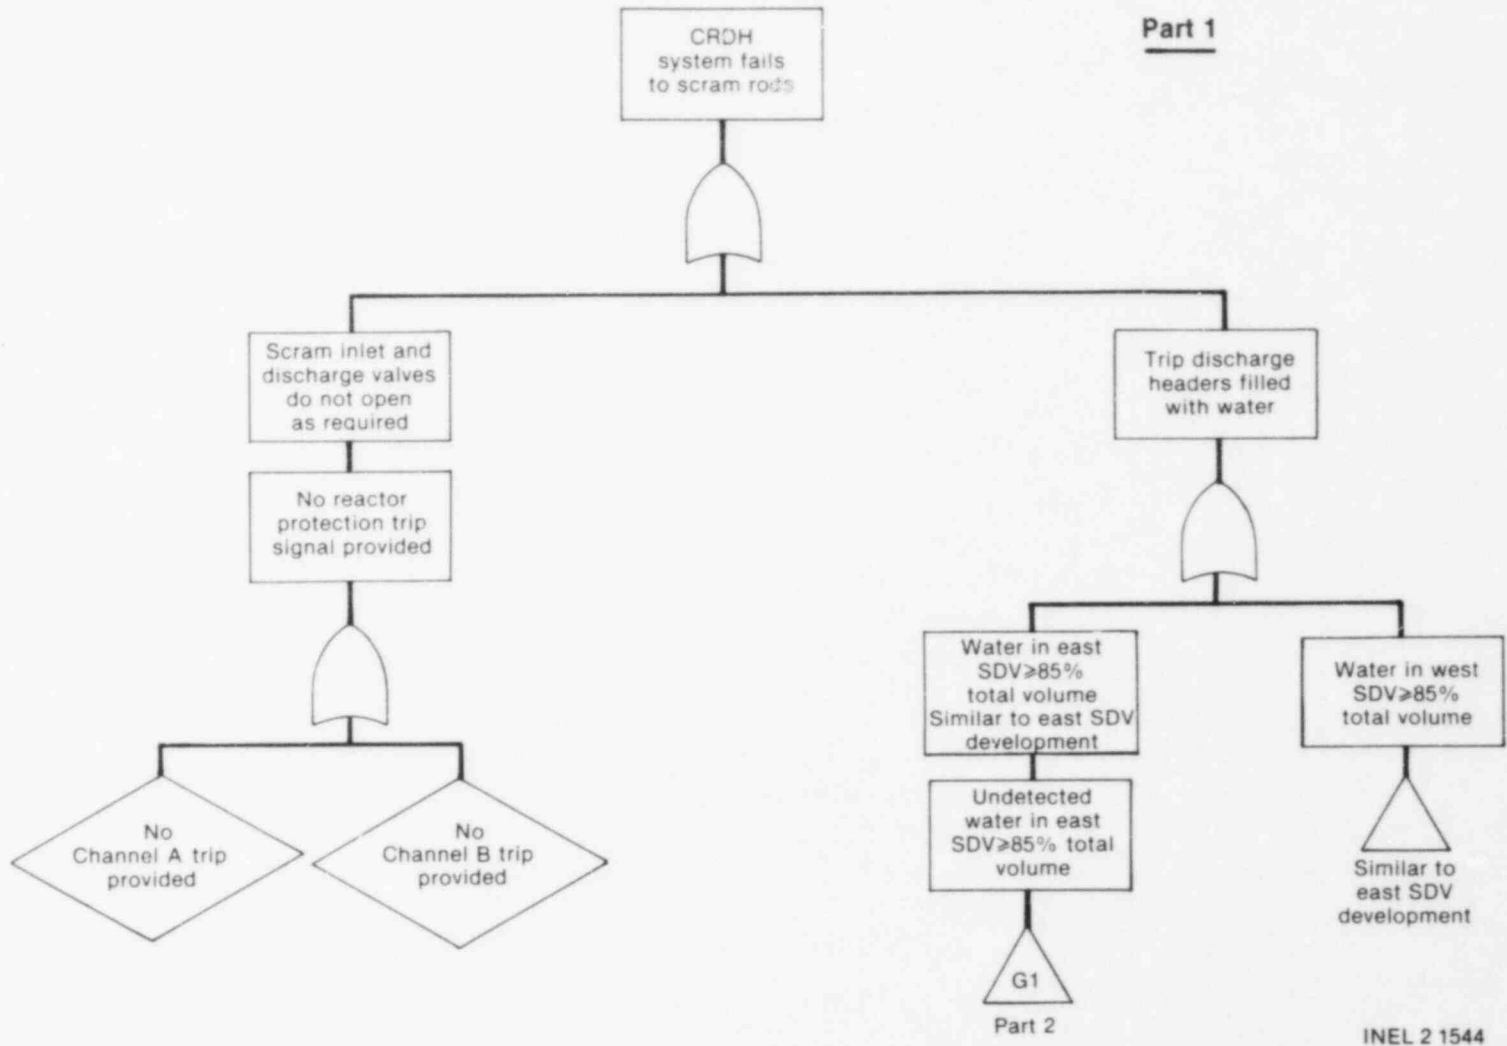 Part 1
CRDH
system fails
to scram rods
Scram inlet and
discharge valves
do not open
as required
Trip discharge
headers filled
with water
No reactor
protection trip
signal provided
Water in east
SDV≥85%
total volume
Similar to east SDV
development
Water in west
SDV≥85%
total volume
No
Channel A trip
provided
No
Channel B trip
provided
Undetected
water in east
SDV≥85% total
volume
Similar to
east SDV
development
G1
Part 2
INEL 2 1544